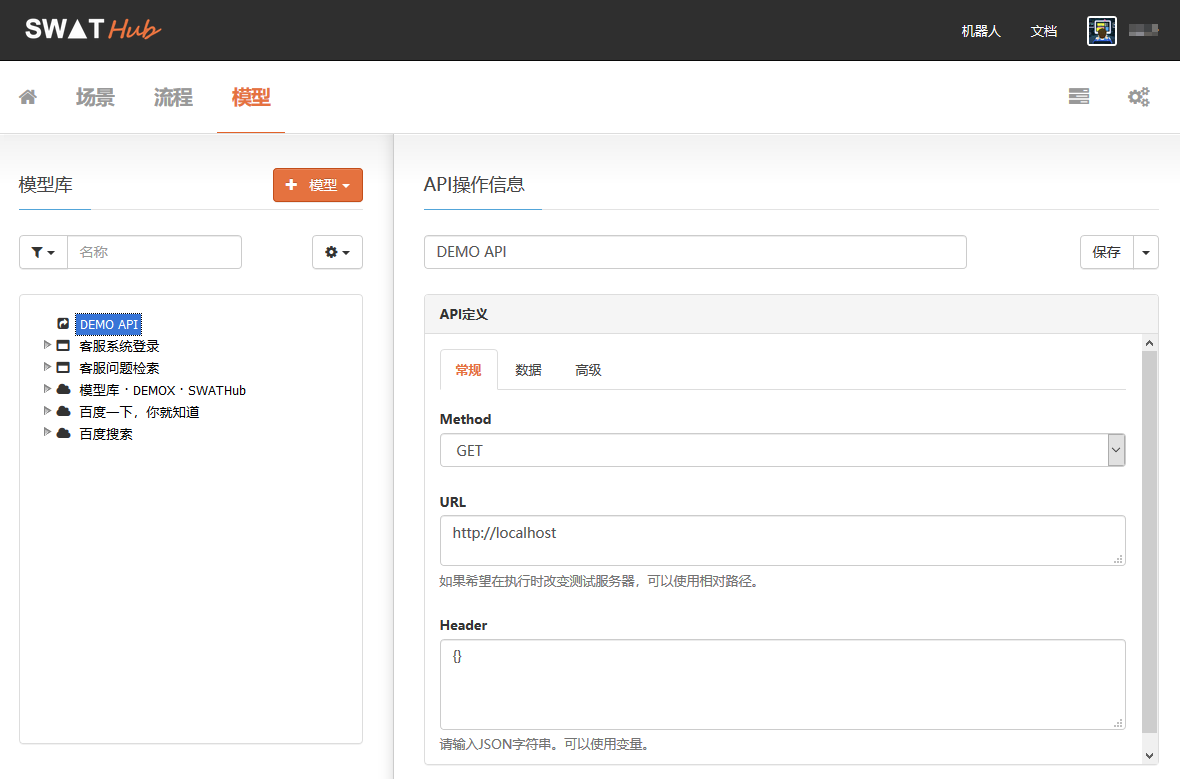 SWAT Hub
机器人 文档
场景 流程 模型
模型库
模型
名称
DEMO API
客服系统登录
客服问题检索
模型库・DEMOX・SWATHub
百度一下，你就知道
百度搜索
API操作信息
DEMO API
保存
API定义
常规 数据 高级
Method
GET
URL
http://localhost
如果希望在执行时改变测试服务器，可以使用相对路径。
Header
{}
请输入JSON字符串。可以使用变量。